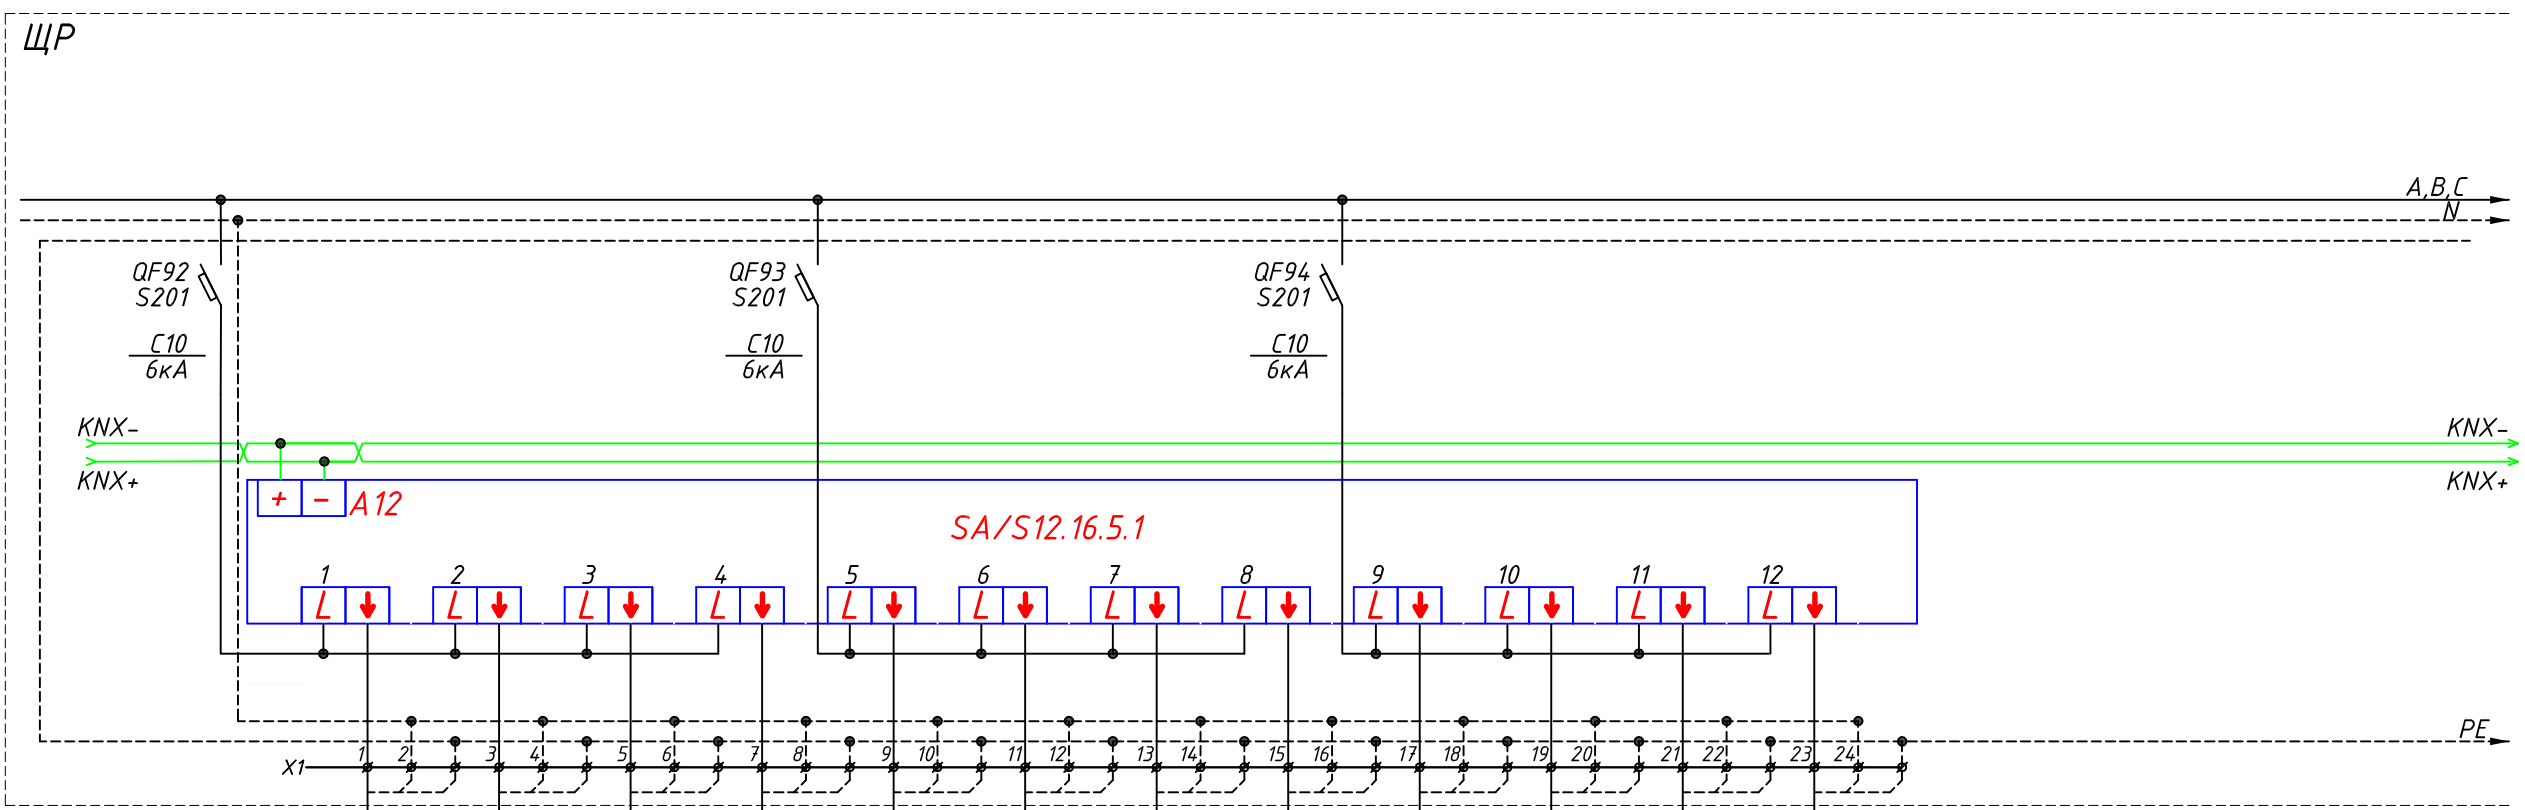 ЩР
A,B,C
N
QF92
S201
C10
6кА
QF93
S201
C10
6кА
QF94
S201
C10
6кА
KNX-
KNX-
KNX+
KNX+
+ - A12
SA/S12.16.5.1
1 2 3 4 5 6 7 8 9 10 11 12
L L L L L L L L L L L L
PE
1 2 3 4 5 6 7 8 9 10 11 12 13 14 15 16 17 18 19 20 21 22 23 24
X1